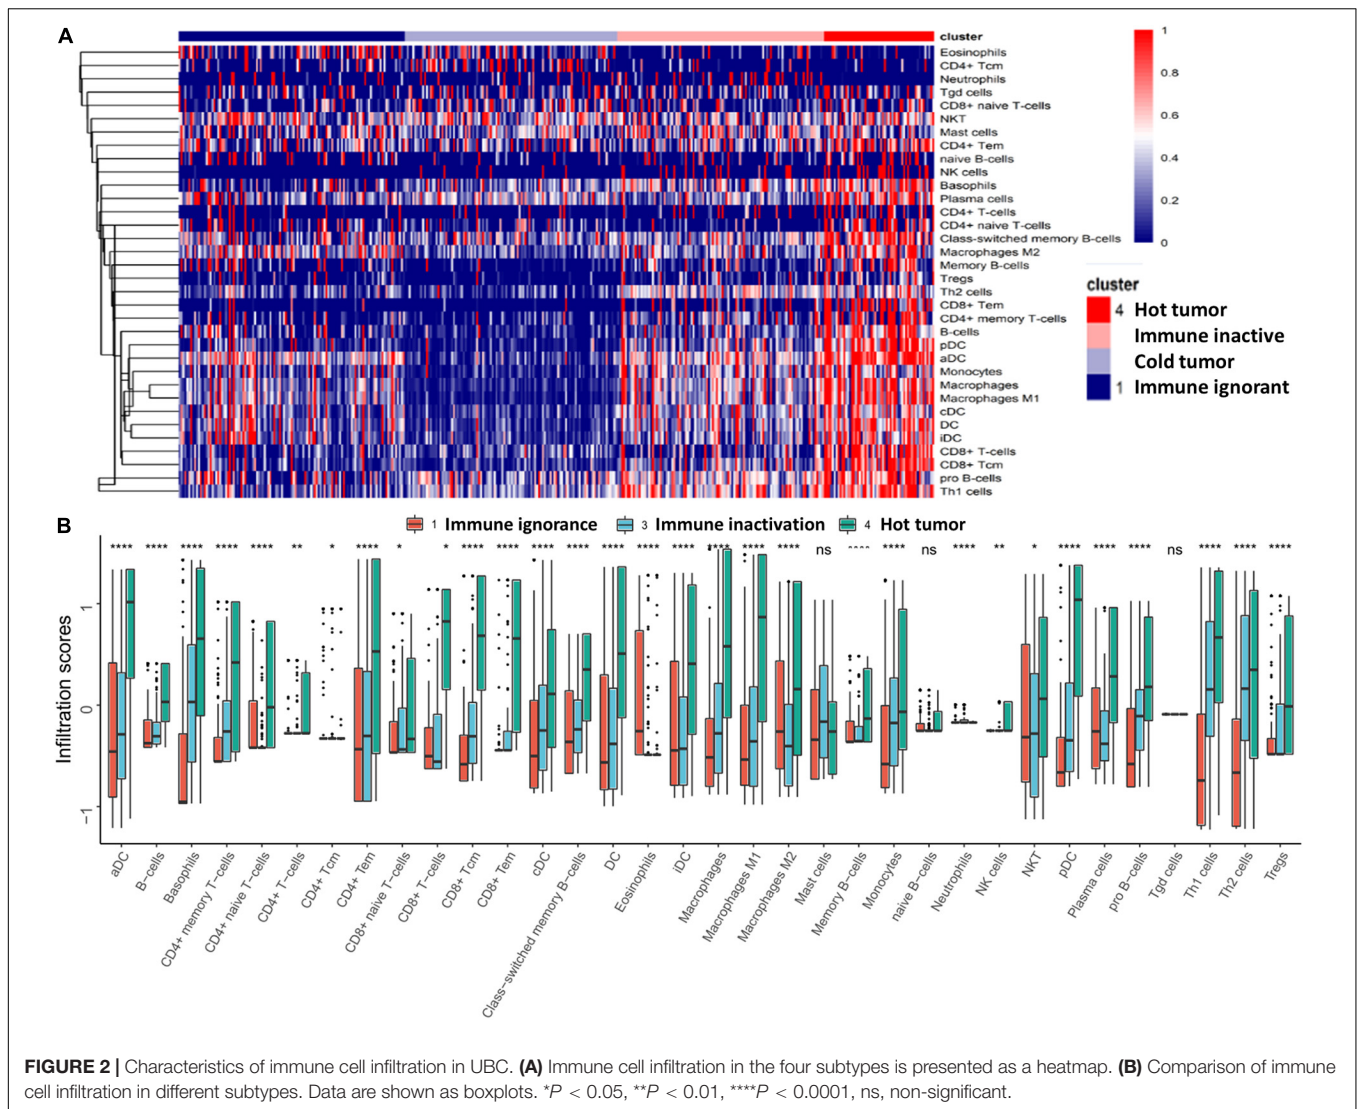 A
cluster
Eosinophils
CD4+ Tcm
Neutrophils
Tgd cells
CD8+ naive T-cells
NKT
Mast cells
CD4+ Tem
naive B-cells
NK cells
Basophils
Plasma cells
CD4+ T-cells
CD4+ naive T-cells
Class-switched memory B-cells
Macrophages M2
Memory B-cells
Tregs
Th2 cells
CD8+ Tem
CD4+ memory T-cells
B-cells
pDC
aDC
Monocytes
Macrophages
Macrophages M1
cDC
DC
iDC
CD8+ T-cells
CD8+ Tcm
pro B-cells
Th1 cells
1
0.8
0.6
0.4
0.2
0
cluster
4 Hot tumor
Immune inactive
Cold tumor
1 Immune ignorant
B
1 Immune ignorance 3 Immune inactivation 4 Hot tumor
**** **** **** **** **** ** * **** * * **** **** **** **** **** **** **** **** **** **** ns **** ns **** ** * **** **** **** ns **** **** ****
Infiltration scores
1
0
−1
aDC
B-cells
Basophils
CD4+ memory T-cells
CD4+ naive T-cells
CD4+ T-cells
CD4+ Tcm
CD4+ Tem
CD8+ naive T-cells
CD8+ T-cells
CD8+ Tcm
CD8+ Tem
cDC
Class-switched memory B-cells
DC
Eosinophils
iDC
Macrophages
Macrophages M1
Macrophages M2
Mast cells
Memory B-cells
Monocytes
naive B-cells
Neutrophils
NK cells
NKT
pDC
Plasma cells
pro B-cells
Tgd cells
Th1 cells
Th2 cells
Tregs
FIGURE 2 | Characteristics of immune cell infiltration in UBC. (A) Immune cell infiltration in the four subtypes is presented as a heatmap. (B) Comparison of immune
cell infiltration in different subtypes. Data are shown as boxplots. *P < 0.05, **P < 0.01, ****P < 0.0001, ns, non-significant.